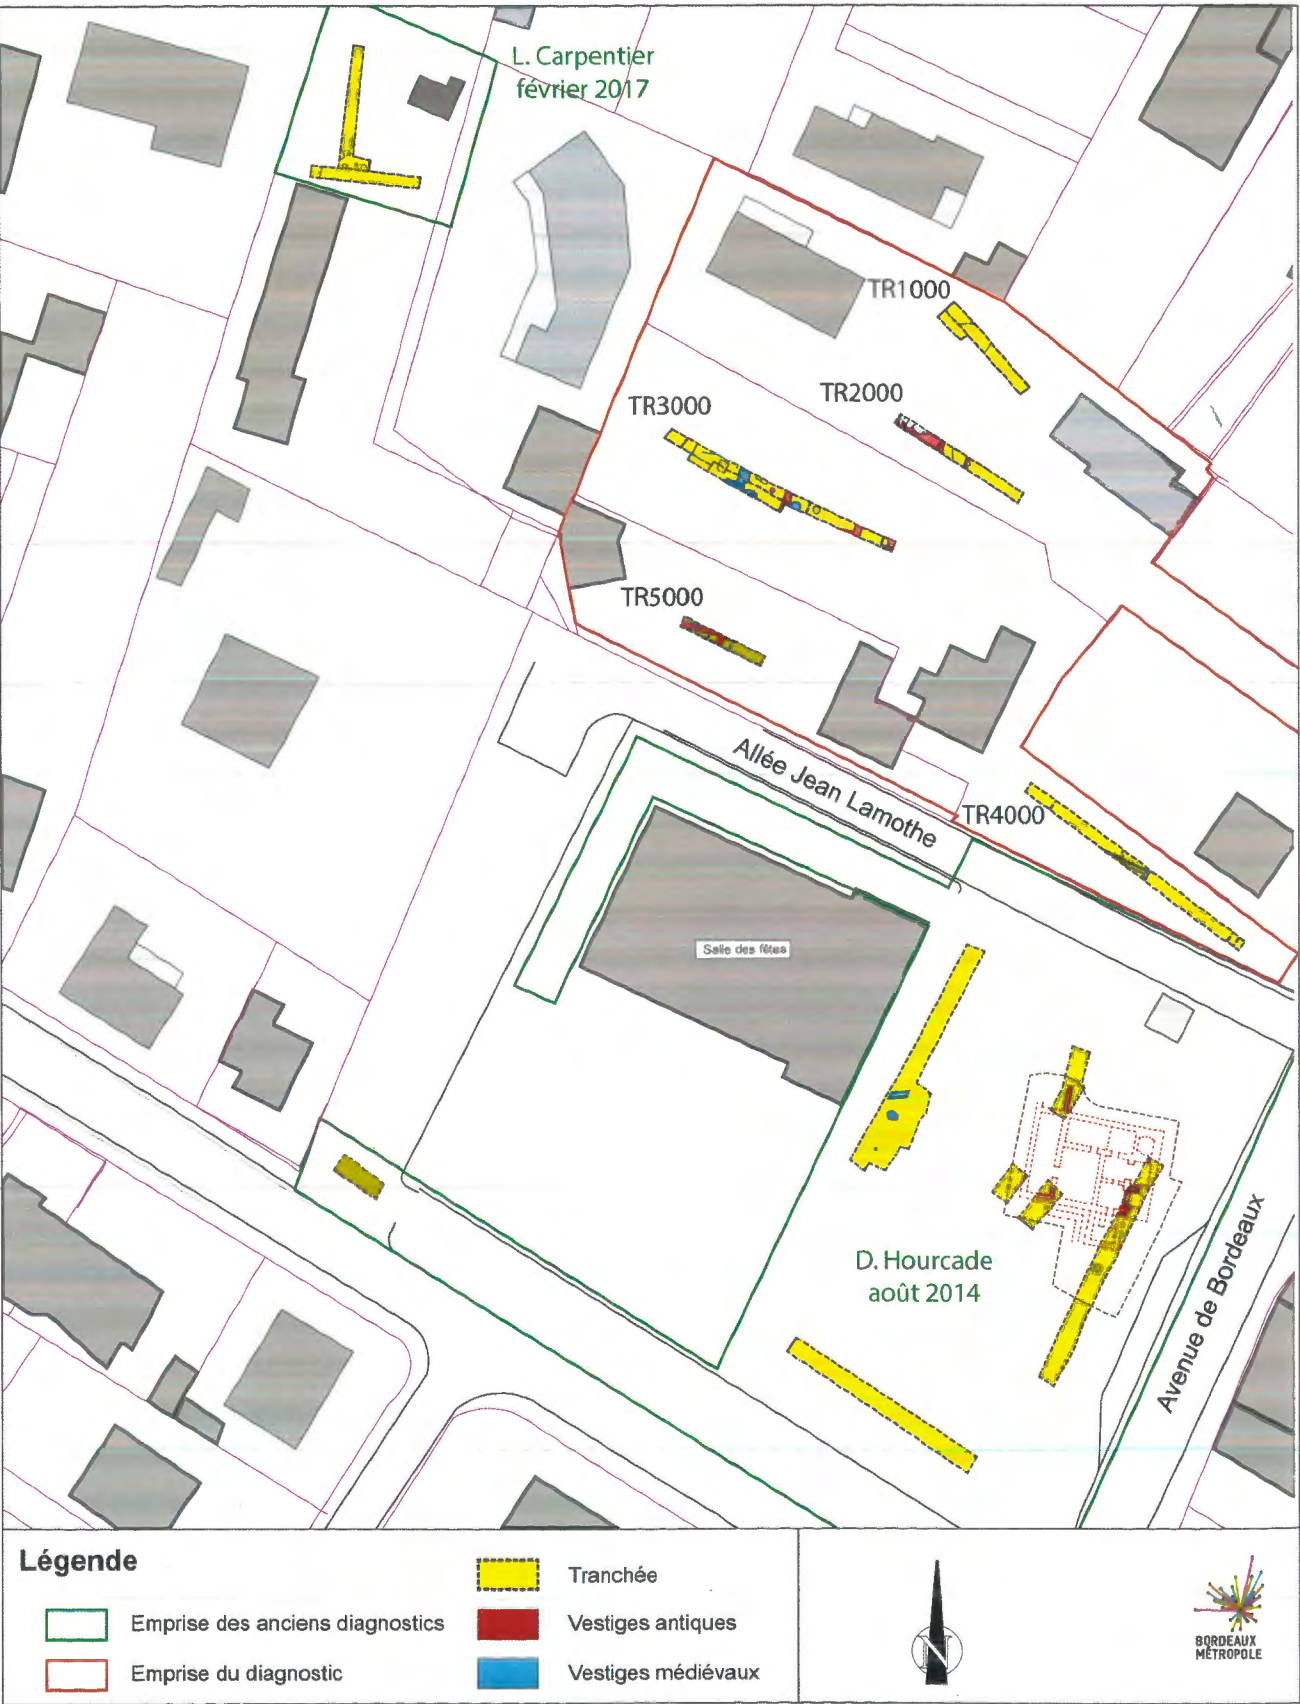 L. Carpentier
février 2017
TR1000
TR2000
TR3000
TR5000
Allée Jean Lamothe
TR4000
Salle des fêtes
D. Hourcade
août 2014
Avenue de Bordeaux
Légende
Emprise des anciens diagnostics
Emprise du diagnostic
Tranchée
Vestiges antiques
Vestiges médiévaux
N
BORDEAUX
MÉTROPOLE